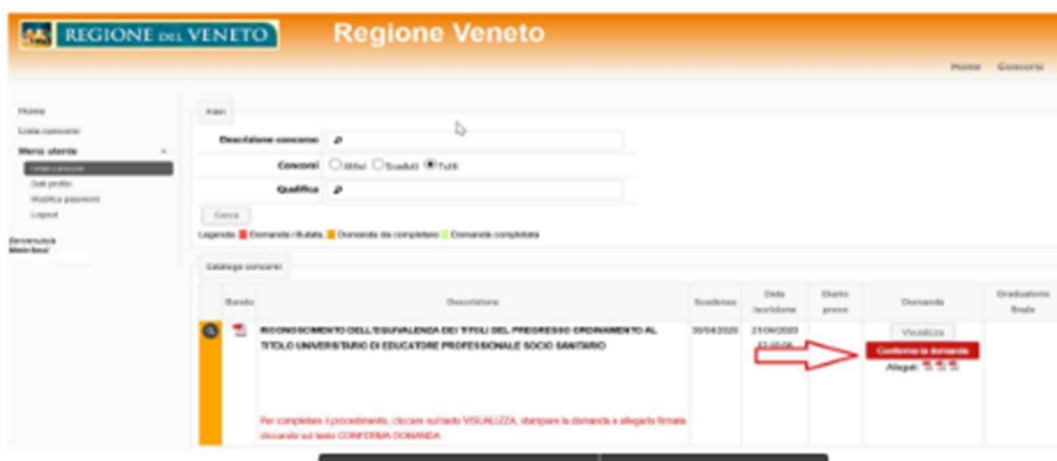 REGIONE DEL VENETO
Regione Veneto
Home Concorsi
Home
Lista concorsi
Menu utente
Dati profilo
Modifica password
Logout
Benvenuto/a
Filtri
Descrizione concorso
Concorsi Attivi Scaduti Tutti
Qualifica
Cerca
Legenda: Domanda rifiutata, Domanda da completare Domanda completata
Catalogo concorsi
Bando Descrizione Scadenza Data iscrizione Diario prove Domanda Graduatoria finale
RICONOSCIMENTO DELL'EQUIVALENZA DEI TITOLI DEL PREGRESSO ORDINAMENTO AL
TITOLO UNIVERSITARIO DI EDUCATORE PROFESSIONALE SOCIO SANITARIO
30/04/2020 21/04/2020
Visualizza
Conferma la domanda
Allegati:
Per completare il procedimento, cliccare sul tasto VISUALIZZA, stampare la domanda e allegarla firmata
cliccando sul tasto CONFERMA DOMANDA